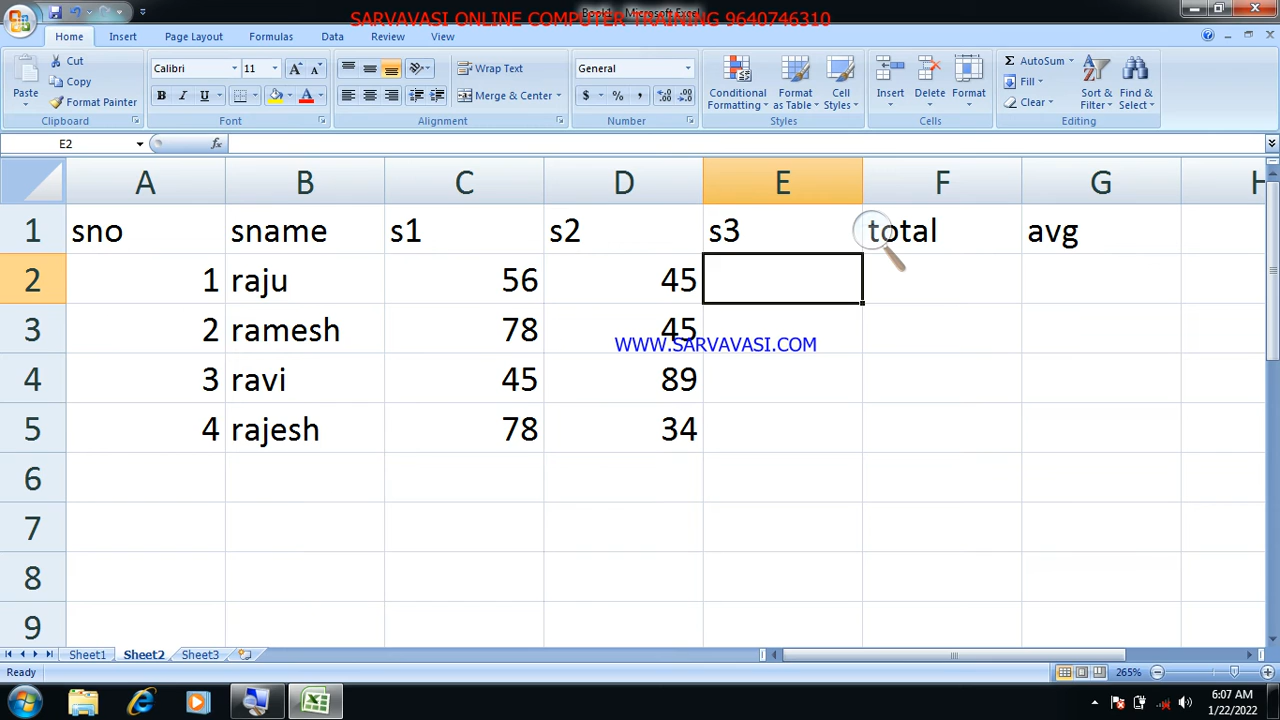 Book1 - Microsoft Excel
SARVAVASI ONLINE COMPUTER TRAINING 9640746310
Home Insert Page Layout Formulas Data Review View
Paste
Cut
Copy
Format Painter
Clipboard
Calibri 11
B I U
Font
Wrap Text
Merge & Center
Alignment
General
$ % ,
Number
Conditional Formatting
Format as Table
Cell Styles
Styles
Insert
Delete
Format
Cells
Σ AutoSum
Fill
Clear
Sort & Filter
Find & Select
Editing
E2 fx
A B C D E F G H
1 sno sname s1 s2 s3 total avg
2 1 raju 56 45
3 2 ramesh 78 45
WWW.SARVAVASI.COM
4 3 ravi 45 89
5 4 rajesh 78 34
6
7
8
9
Sheet1 Sheet2 Sheet3
Ready 265%
6:07 AM
1/22/2022